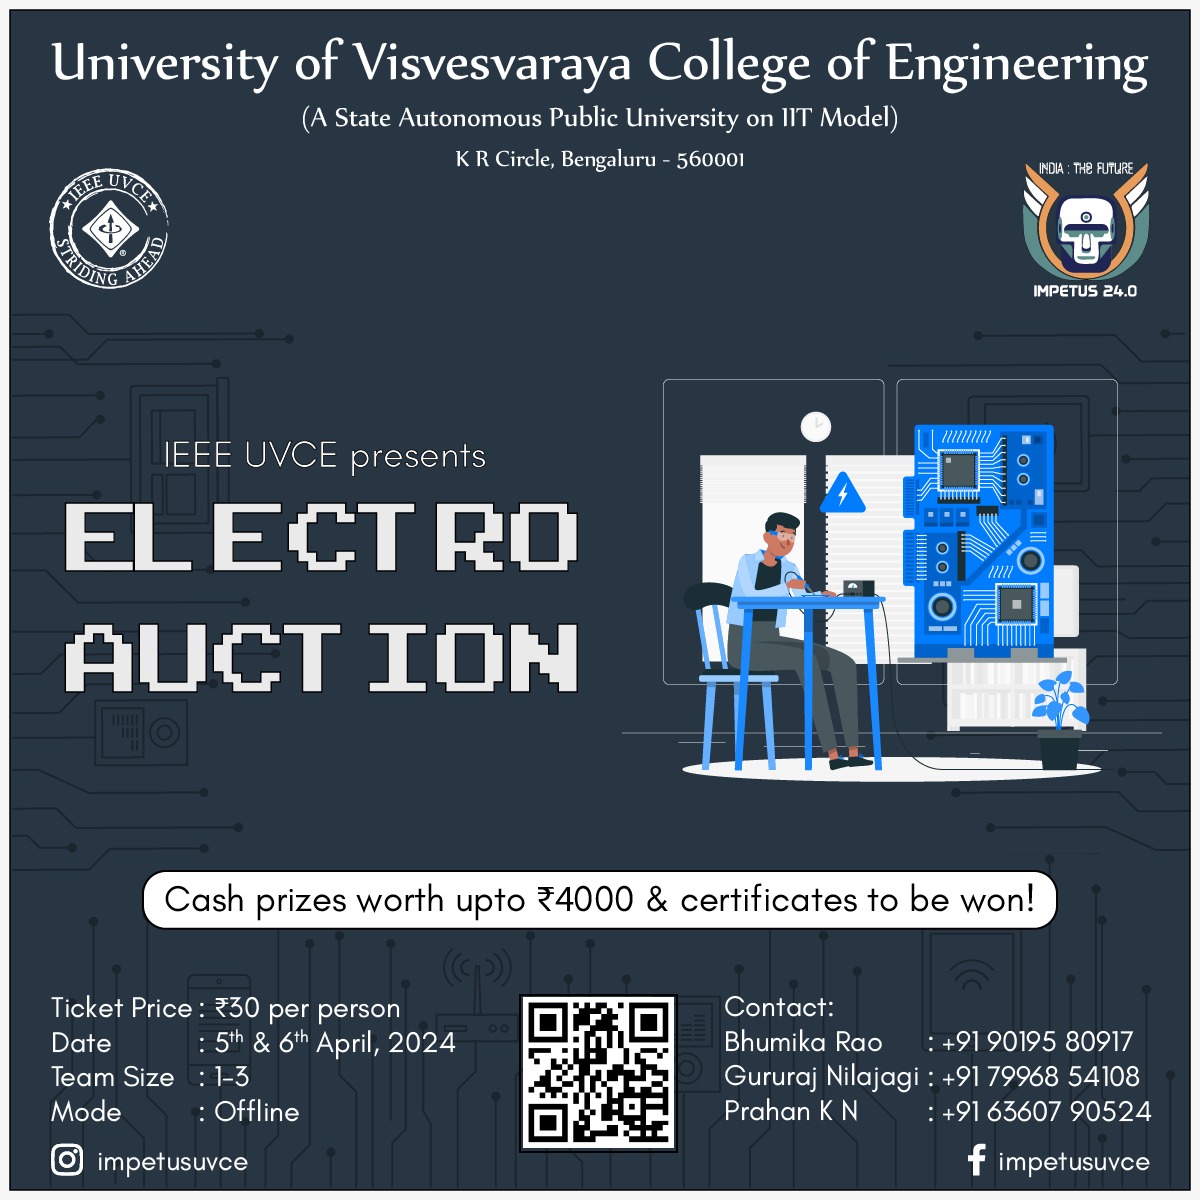 University of Visvesvaraya College of Engineering
(A State Autonomous Public University on IIT Model)
K R Circle, Bengaluru - 560001
IEEE UVCE
STRIDING AHEAD
®
INDIA : THE FUTURE
IMPETUS 24.0
IEEE UVCE presents
ELECTRO
AUCTION
Cash prizes worth upto ₹4000 & certificates to be won!
Ticket Price : ₹30 per person
Date : 5th & 6th April, 2024
Team Size : 1-3
Mode : Offline
impetusuvce
Contact:
Bhumika Rao : +91 90195 80917
Gururaj Nilajagi : +91 79968 54108
Prahan K N : +91 63607 90524
impetusuvce